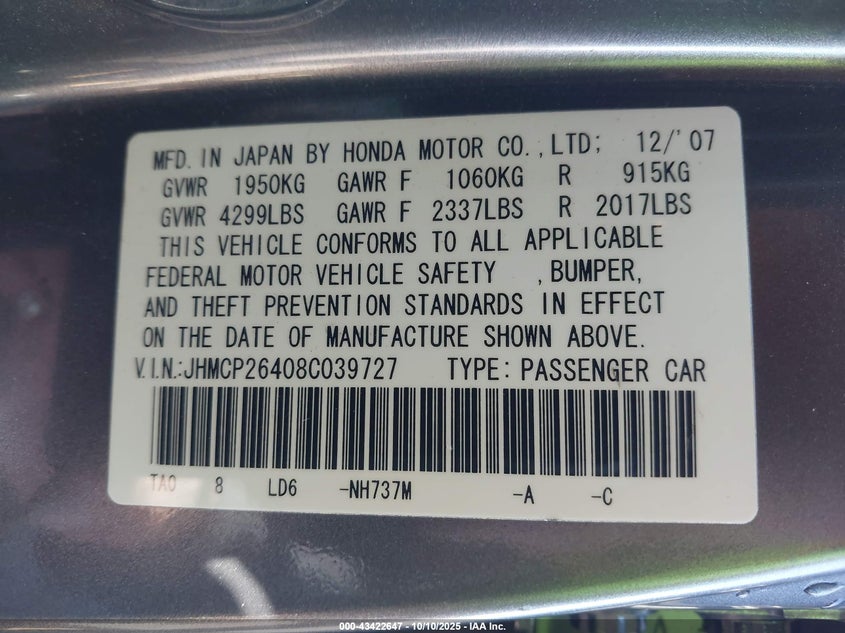 MFD. IN JAPAN BY HONDA MOTOR CO.,LTD; 12/'07
GVWR 1950KG GAWR F 1060KG R 915KG
GVWR 4299LBS GAWR F 2337LBS R 2017LBS
THIS VEHICLE CONFORMS TO ALL APPLICABLE
FEDERAL MOTOR VEHICLE SAFETY ,BUMPER,
AND THEFT PREVENTION STANDARDS IN EFFECT
ON THE DATE OF MANUFACTURE SHOWN ABOVE.
V.I.N.:JHMCP26408C039727 TYPE: PASSENGER CAR
TA0 8 LD6 -NH737M -A -C
000-43422647 - 10/10/2025 - IAA Inc.